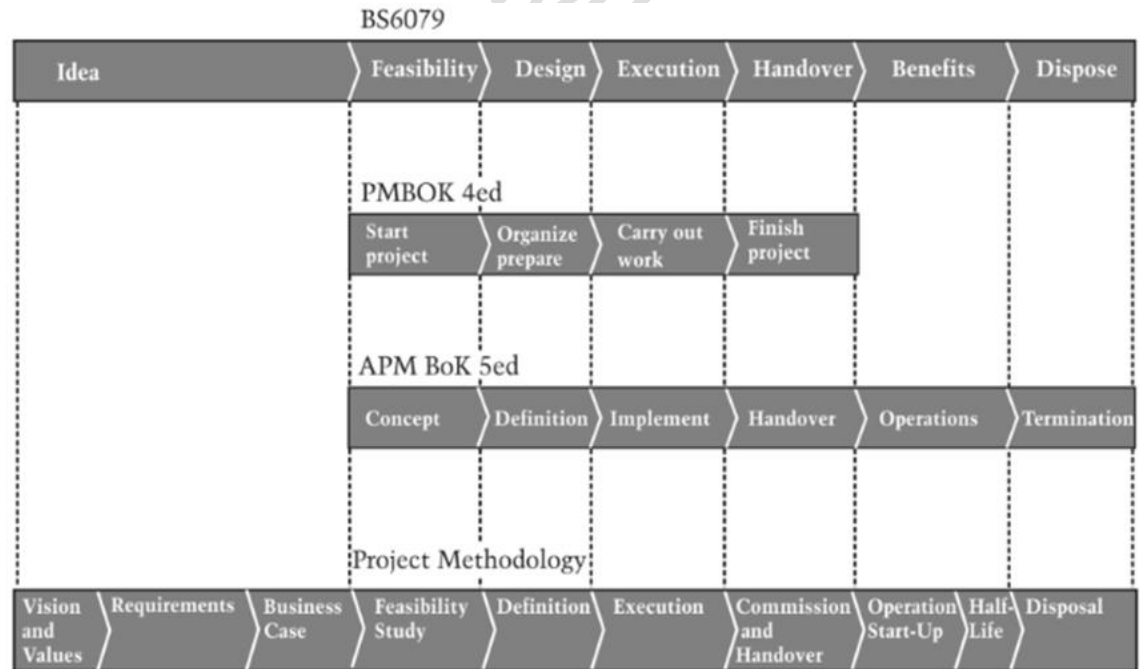 BS6079
Idea Feasibility Design Execution Handover Benefits Dispose
PMBOK 4ed
Start project
Organize prepare
Carry out work
Finish project
APM BoK 5ed
Concept Definition Implement Handover Operations Termination
Project Methodology
Vision and Values
Requirements
Business Case
Feasibility Study
Definition
Execution
Commission and Handover
Operation Start-Up
Half-Life
Disposal